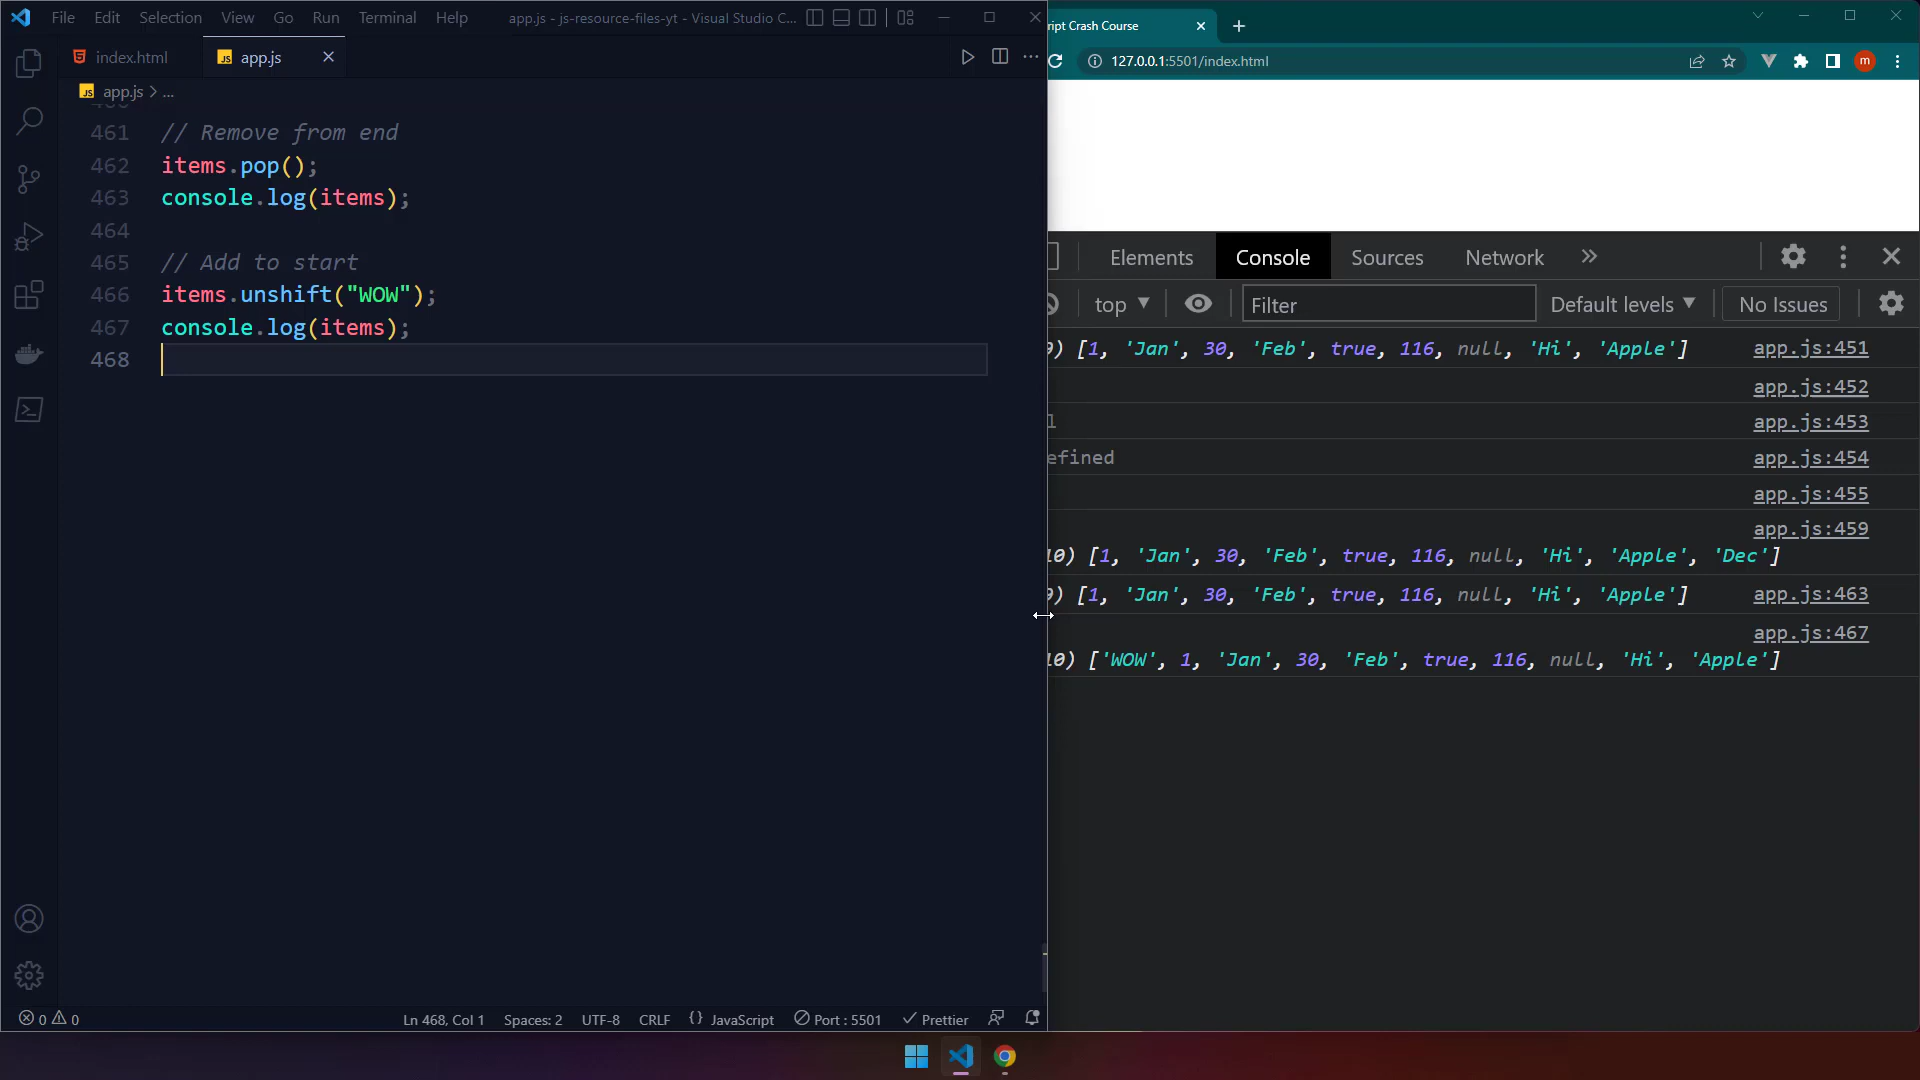 File Edit Selection View Go Run Terminal Help app.js - js-resource-files-yt - Visual Studio C...
index.html
JS app.js
JS app.js > ...
461 // Remove from end
462 items.pop();
463 console.log(items);
464
465 // Add to start
466 items.unshift("WOW");
467 console.log(items);
468
0 0 Ln 468, Col 1 Spaces: 2 UTF-8 CRLF {} JavaScript Port : 5501 Prettier
ript Crash Course
127.0.0.1:5501/index.html
m
Elements Console Sources Network
top Filter Default levels No Issues
9) [1, 'Jan', 30, 'Feb', true, 116, null, 'Hi', 'Apple'] app.js:451
app.js:452
l app.js:453
efined app.js:454
app.js:455
app.js:459
10) [1, 'Jan', 30, 'Feb', true, 116, null, 'Hi', 'Apple', 'Dec']
9) [1, 'Jan', 30, 'Feb', true, 116, null, 'Hi', 'Apple'] app.js:463
app.js:467
10) ['WOW', 1, 'Jan', 30, 'Feb', true, 116, null, 'Hi', 'Apple']